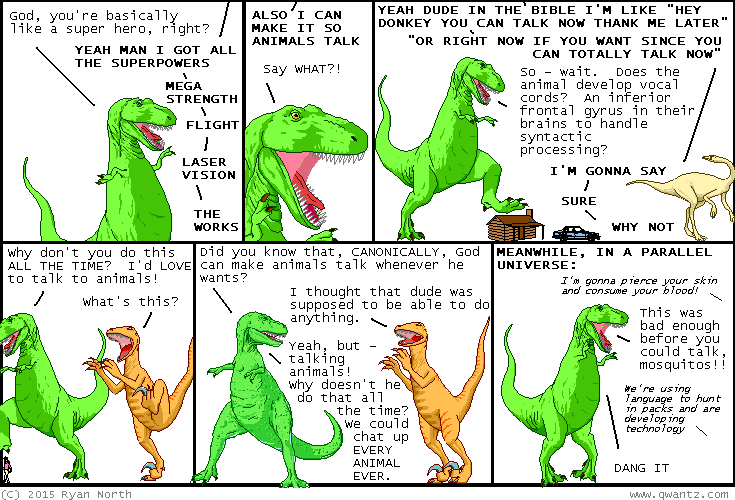 God, you're basically
like a super hero, right?
YEAH MAN I GOT ALL
THE SUPERPOWERS
MEGA
STRENGTH
FLIGHT
LASER
VISION
THE
WORKS
ALSO I CAN
MAKE IT SO
ANIMALS TALK
Say WHAT?!
YEAH DUDE IN THE BIBLE I'M LIKE "HEY
DONKEY YOU CAN TALK NOW THANK ME LATER"
"OR RIGHT NOW IF YOU WANT SINCE YOU
CAN TOTALLY TALK NOW"
So - wait. Does the
animal develop vocal
cords? An inferior
frontal gyrus in their
brains to handle
syntactic
processing?
I'M GONNA SAY
SURE
WHY NOT
Why don't you do this
ALL THE TIME? I'd LOVE
to talk to animals!
What's this?
Did you know that, CANONICALLY, God
can make animals talk whenever he
wants?
I thought that dude was
supposed to be able to do
anything.
Yeah, but -
talking
animals!
Why doesn't he
do that all
the time?
We could
chat up
EVERY
ANIMAL
EVER.
MEANWHILE, IN A PARALLEL
UNIVERSE:
I'm gonna pierce your skin
and consume your blood!
This was
bad enough
before you
could talk,
mosquitos!!
We're using
language to hunt
in packs and are
developing
technology
DANG IT
(C) 2015 Ryan North
www.qwantz.com